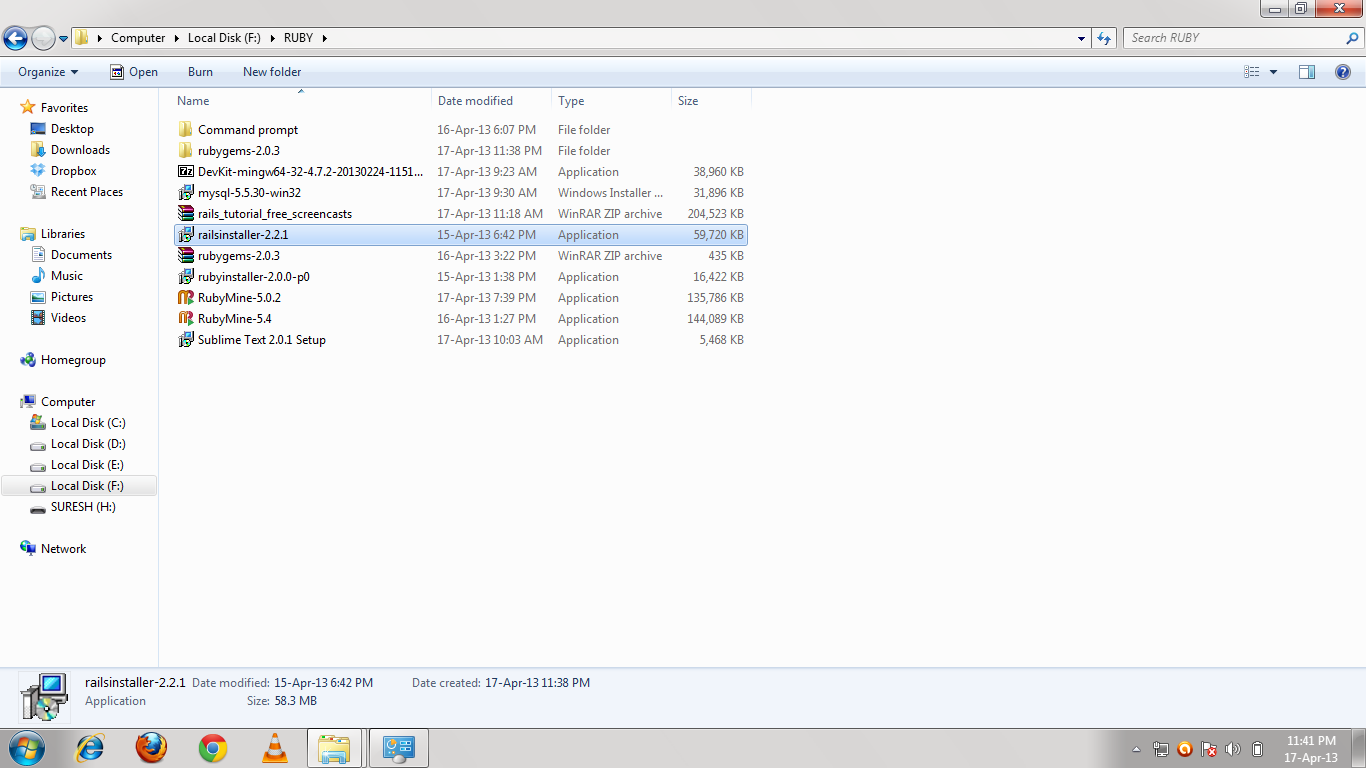 Computer Local Disk (F:) RUBY
Search RUBY
Organize Open Burn New folder
Name Date modified Type Size
Favorites
Desktop
Downloads
Dropbox
Recent Places
Libraries
Documents
Music
Pictures
Videos
Homegroup
Computer
Local Disk (C:)
Local Disk (D:)
Local Disk (E:)
Local Disk (F:)
SURESH (H:)
Network
Command prompt 16-Apr-13 6:07 PM File folder
rubygems-2.0.3 17-Apr-13 11:38 PM File folder
7z DevKit-mingw64-32-4.7.2-20130224-1151... 17-Apr-13 9:23 AM Application 38,960 KB
mysql-5.5.30-win32 17-Apr-13 9:30 AM Windows Installer ... 31,896 KB
rails_tutorial_free_screencasts 17-Apr-13 11:18 AM WinRAR ZIP archive 204,523 KB
railsinstaller-2.2.1 15-Apr-13 6:42 PM Application 59,720 KB
rubygems-2.0.3 16-Apr-13 3:22 PM WinRAR ZIP archive 435 KB
rubyinstaller-2.0.0-p0 15-Apr-13 1:38 PM Application 16,422 KB
RubyMine-5.0.2 17-Apr-13 7:39 PM Application 135,786 KB
RubyMine-5.4 16-Apr-13 1:27 PM Application 144,089 KB
Sublime Text 2.0.1 Setup 17-Apr-13 10:03 AM Application 5,468 KB
railsinstaller-2.2.1 Date modified: 15-Apr-13 6:42 PM Date created: 17-Apr-13 11:38 PM
Application Size: 58.3 MB
11:41 PM
17-Apr-13